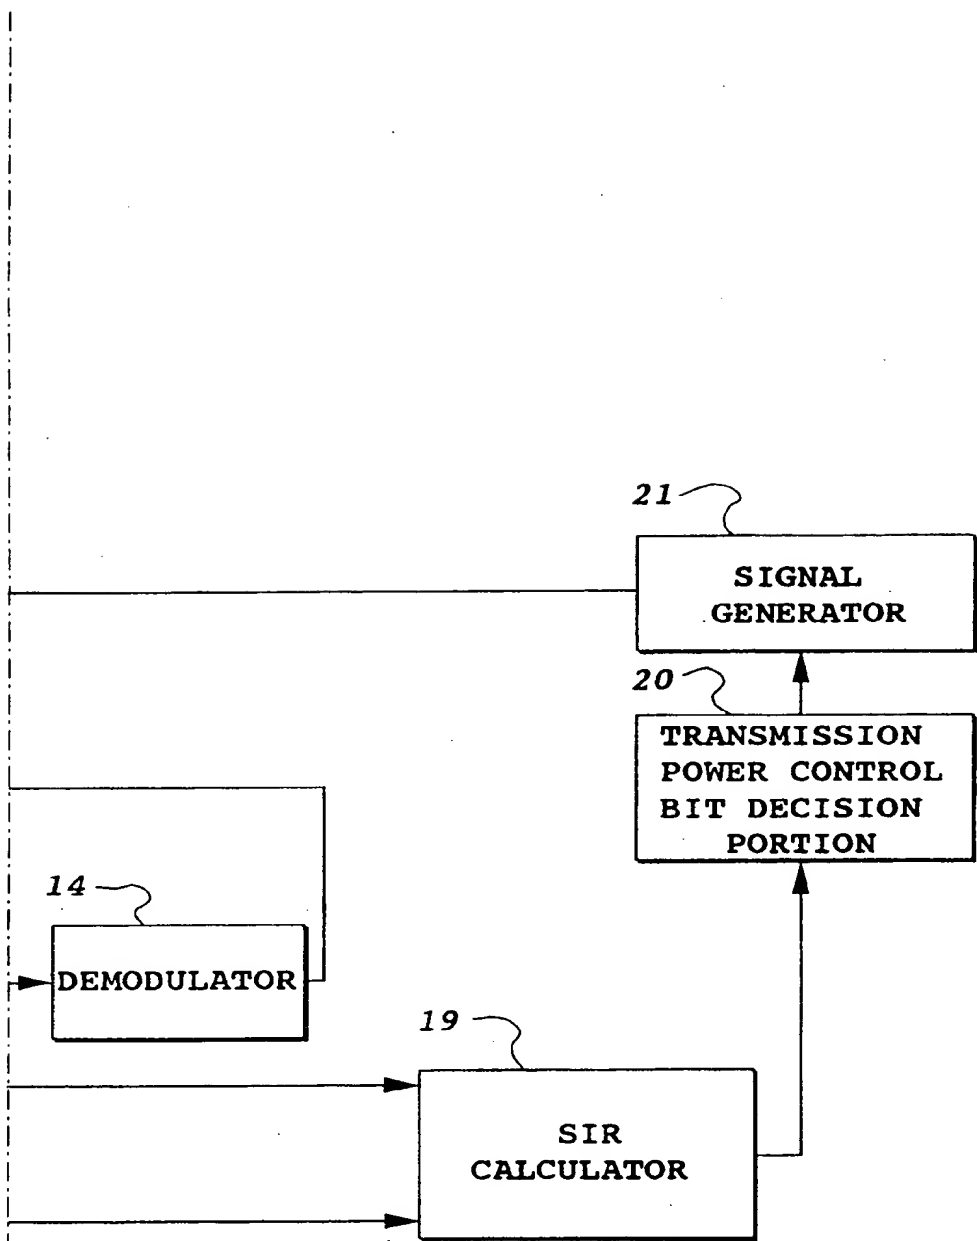 21
SIGNAL
GENERATOR
20
TRANSMISSION
POWER CONTROL
BIT DECISION
PORTION
14
DEMODULATOR
19
SIR
CALCULATOR